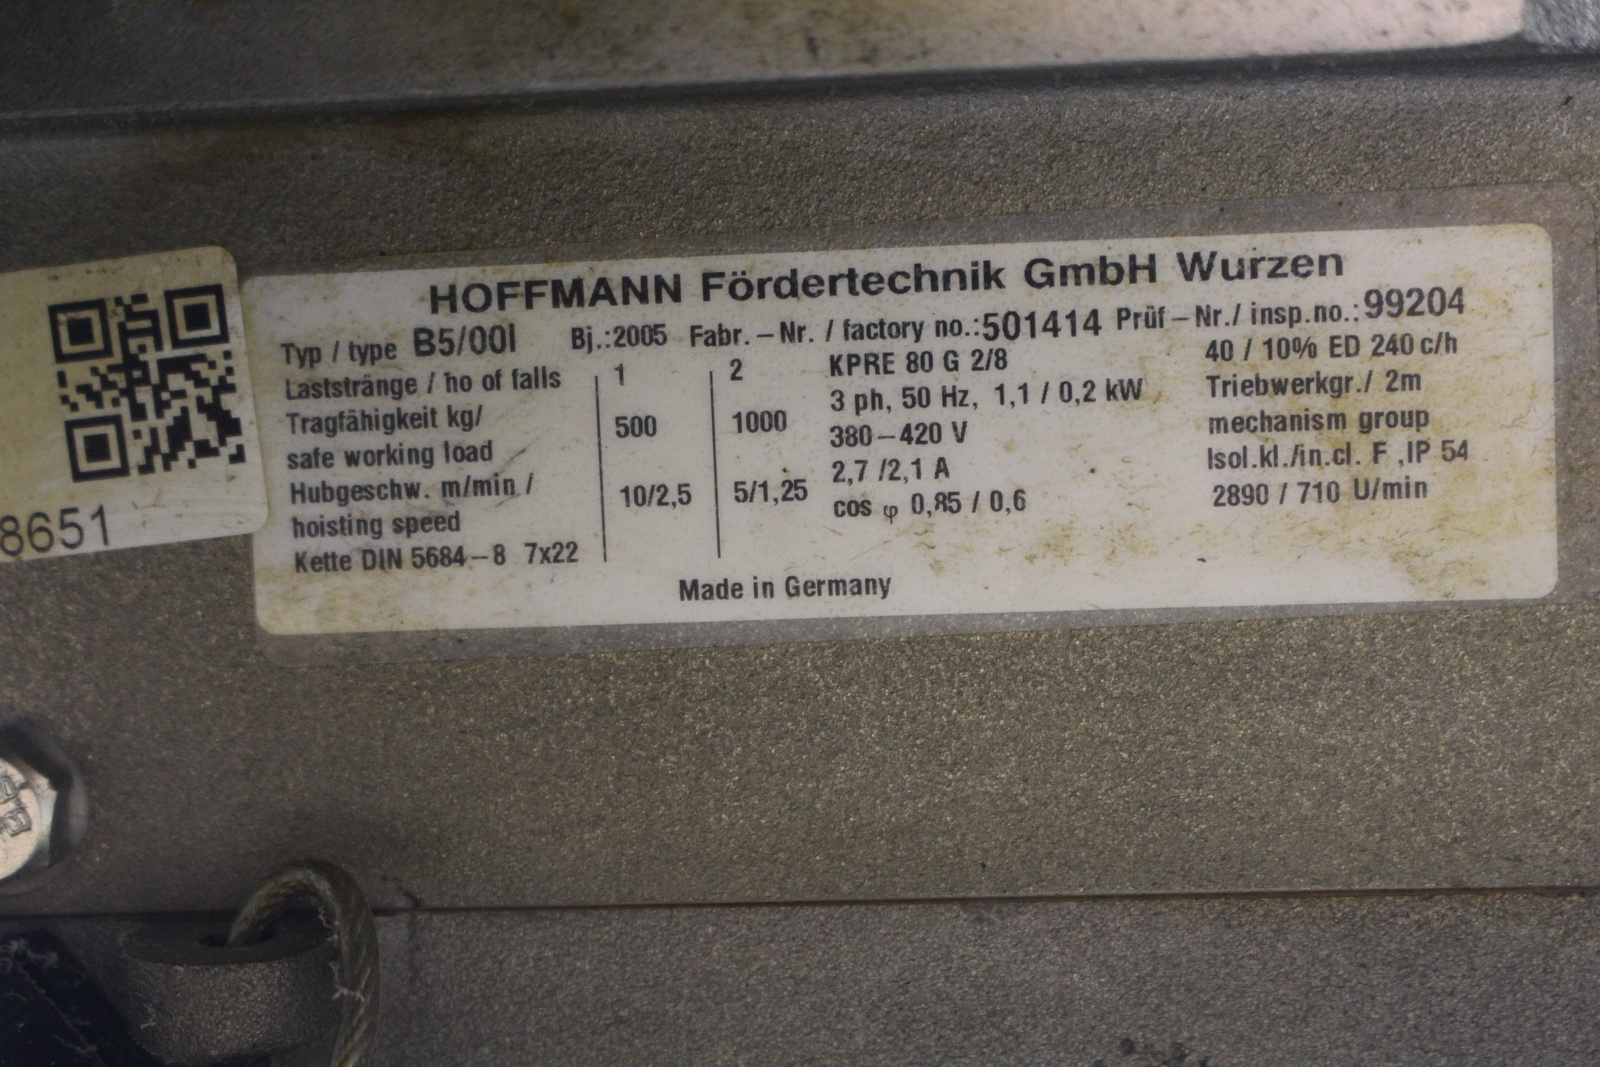 HOFFMANN Fördertechnik GmbH Wurzen
Typ / type B5/00I Bj.:2005 Fabr.-Nr. / factory no.:501414 Prüf-Nr./ insp.no.:99204
Laststränge / no of falls 1 2 KPRE 80 G 2/8 40 / 10% ED 240 c/h
Tragfähigkeit kg/ 500 1000 3 ph, 50 Hz, 1,1 / 0,2 kW Triebwerkgr./ 2m
safe working load 380-420 V mechanism group
Hubgeschw. m/min / 10/2,5 5/1,25 2,7 /2,1 A Isol.kl./in.cl. F ,IP 54
hoisting speed cos φ 0,85 / 0,6 2890 / 710 U/min
Kette DIN 5684-8 7x22
Made in Germany
8651